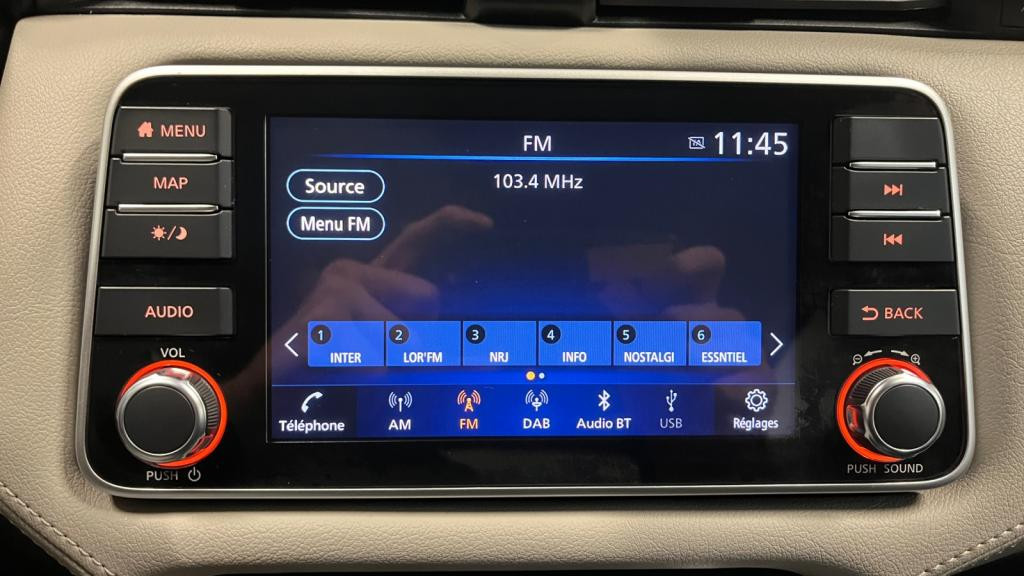 MENU
MAP
AUDIO
VOL
PUSH
FM
TA
11:45
Source
103.4 MHz
Menu FM
1 2 3 4 5 6
INTER LOR'FM NRJ INFO NOSTALGI ESSNTIEL
Téléphone AM FM DAB Audio BT USB Réglages
BACK
PUSH SOUND